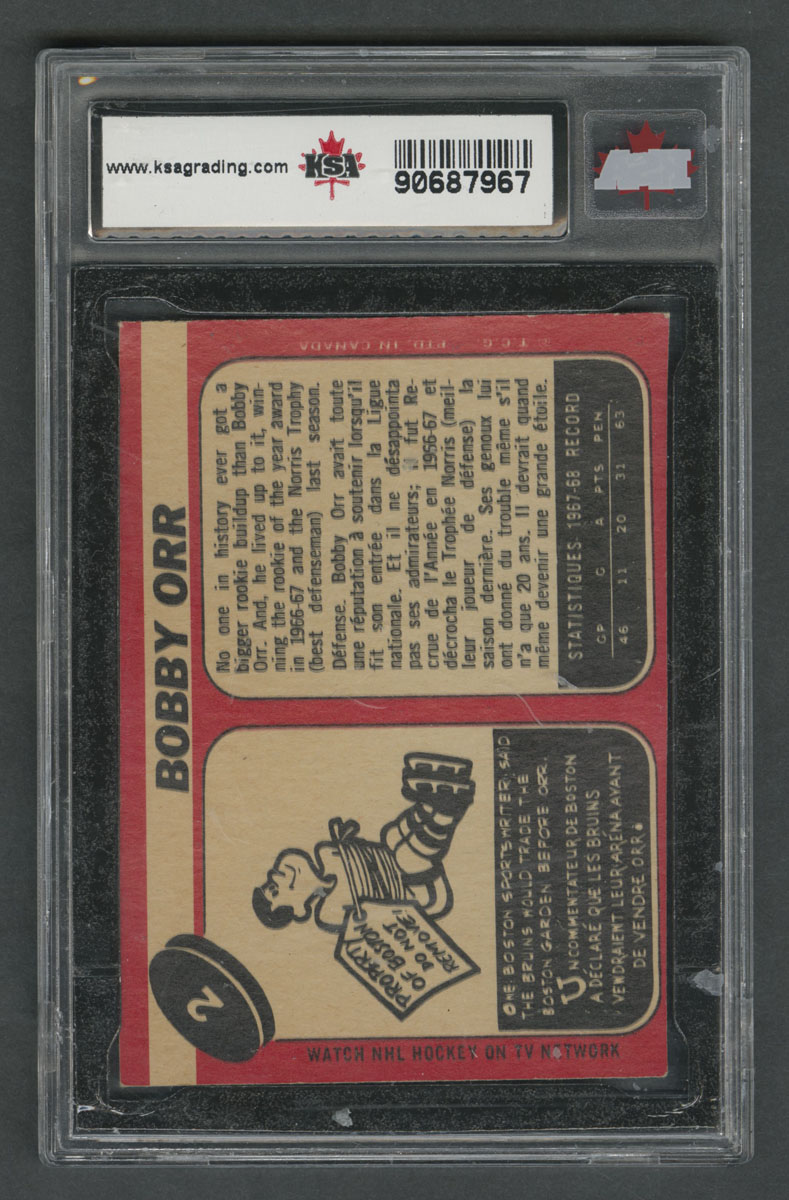 www.ksagrading.com
KSA
90687967
2
BOBBY ORR
PROPERTY
OF BOSTON
DO NOT
REMOVE!
ONE BOSTON SPORTSWRITER SAID
THE BRUINS WOULD TRADE THE
BOSTON GARDEN BEFORE ORR.
UN COMMENTATEUR DE BOSTON
A DÉCLARÉ QUE LES BRUINS
VENDRAIENT LEUR ARÉNA AVANT
DE VENDRE ORR.
WATCH NHL HOCKEY ON TV NETWORK
No one in history ever got a
bigger rookie buildup than Bobby
Orr. And, he lived up to it, win-
ning the rookie of the year award
in 1966-67 and the Norris Trophy
(best defenseman) last season.
Défense. Bobby Orr avait toute
une réputation à soutenir lorsqu'il
fit son entrée dans la Ligue
nationale. Et il ne désappointa
pas ses admirateurs; il fut Re-
crue de l'Année en 1966-67 et
décrocha le Trophée Norris (meil-
leur joueur de défense) la
saison dernière. Ses genoux lui
ont donné du trouble même s'il
n'a que 20 ans. Il devrait quand
même devenir une grande étoile.
STATISTIQUES 1967-68 RECORD
GP G A PTS PEN
46 11 20 31 63
T.C.G. PTD. IN CANADA